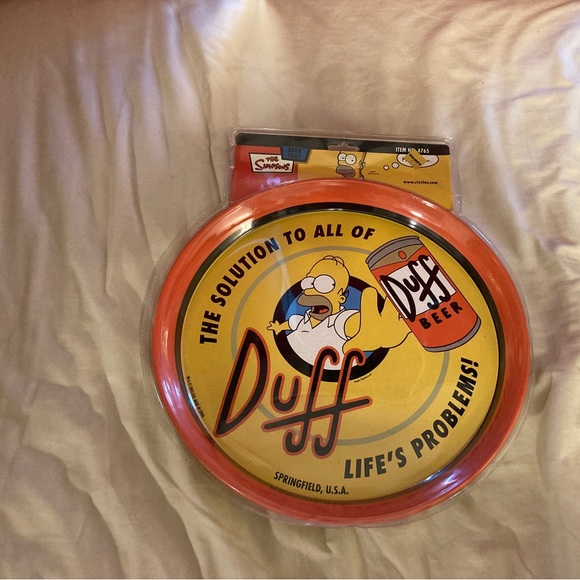 THE SIMPSONS
ITEM NO. 4765
THE SOLUTION TO ALL OF
Duff
BEER
Duff
LIFE'S PROBLEMS!
SPRINGFIELD, U.S.A.